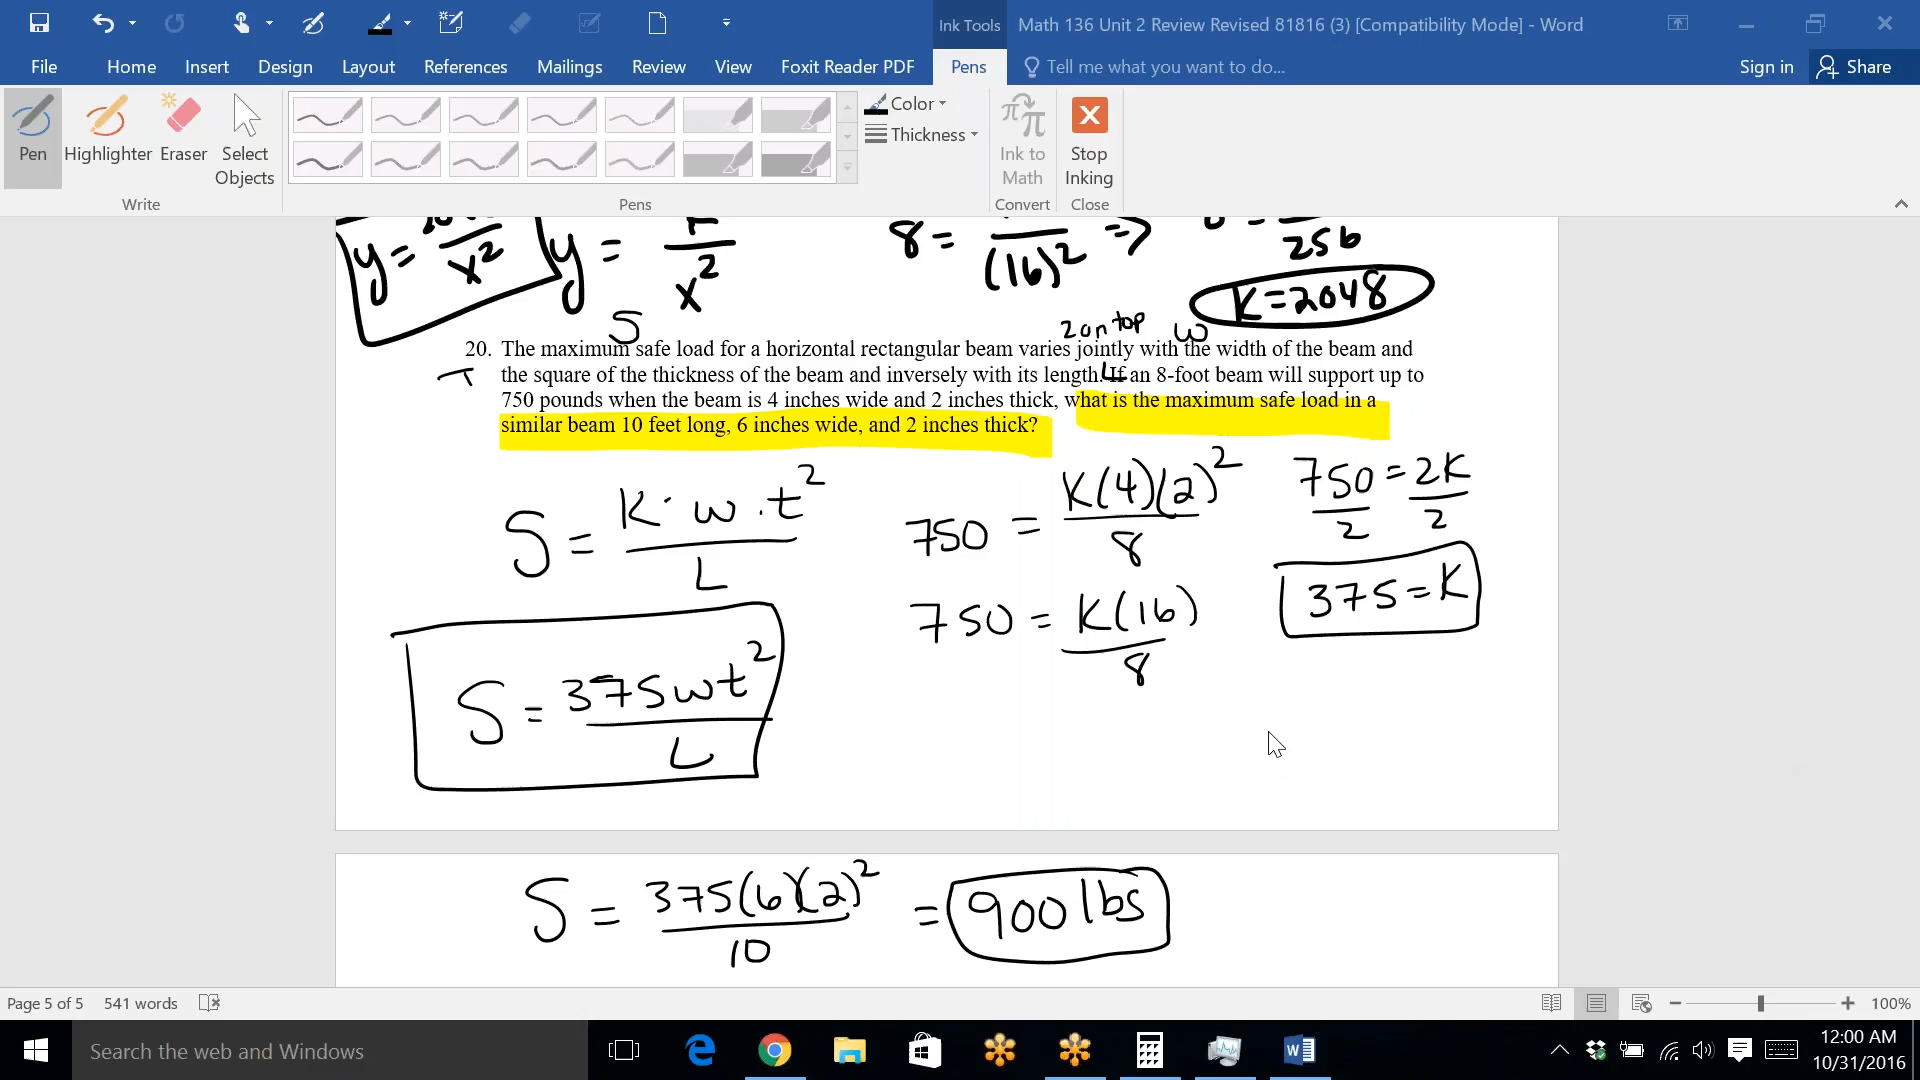 Ink Tools
Math 136 Unit 2 Review Revised 81816 (3) [Compatibility Mode] - Word
File Home Insert Design Layout References Mailings Review View Foxit Reader PDF Pens Tell me what you want to do... Sign in Share
Pen Highlighter Eraser Select Objects
Color
Thickness
Ink to Math
Stop Inking
Write Pens Convert Close
y = x²
y = x²
8 = (16)² =>
256
K = 2048
S
2 on top
w
20. The maximum safe load for a horizontal rectangular beam varies jointly with the width of the beam and
T the square of the thickness of the beam and inversely with its length. If an 8-foot beam will support up to
L
750 pounds when the beam is 4 inches wide and 2 inches thick, what is the maximum safe load in a
similar beam 10 feet long, 6 inches wide, and 2 inches thick?
S = K · w · t² / L
750 = K(4)(2)² / 8
750 / 2 = 2K / 2
750 = K(16) / 8
375 = K
S = 375wt² / L
S = 375(6)(2)² / 10 = 900 lbs
Page 5 of 5 541 words 100%
Search the web and Windows
12:00 AM
10/31/2016